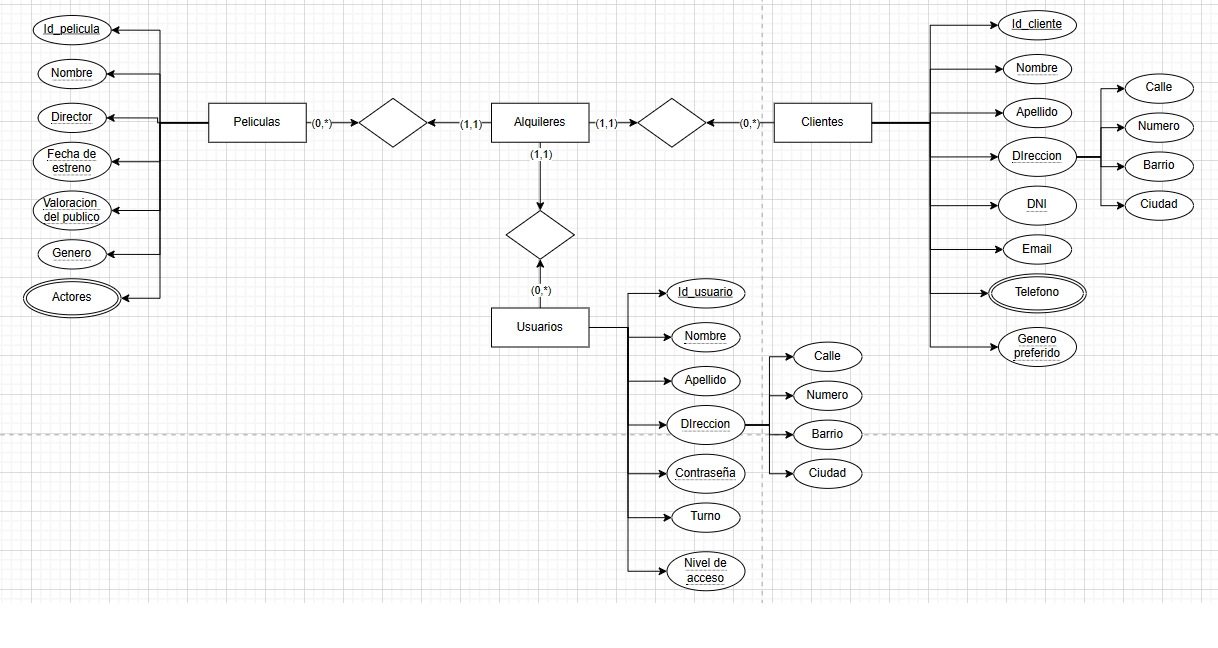 Id_pelicula
Nombre
Director
Fecha de
estreno
Valoracion
del publico
Genero
Actores
Peliculas
(0,*)
(1,1)
Alquileres
(1,1)
(0,*)
Clientes
(1,1)
(0,*)
Usuarios
Id_cliente
Nombre
Apellido
DIreccion
DNI
Email
Telefono
Genero
preferido
Calle
Numero
Barrio
Ciudad
Id_usuario
Nombre
Apellido
DIreccion
Contraseña
Turno
Nivel de
acceso
Calle
Numero
Barrio
Ciudad